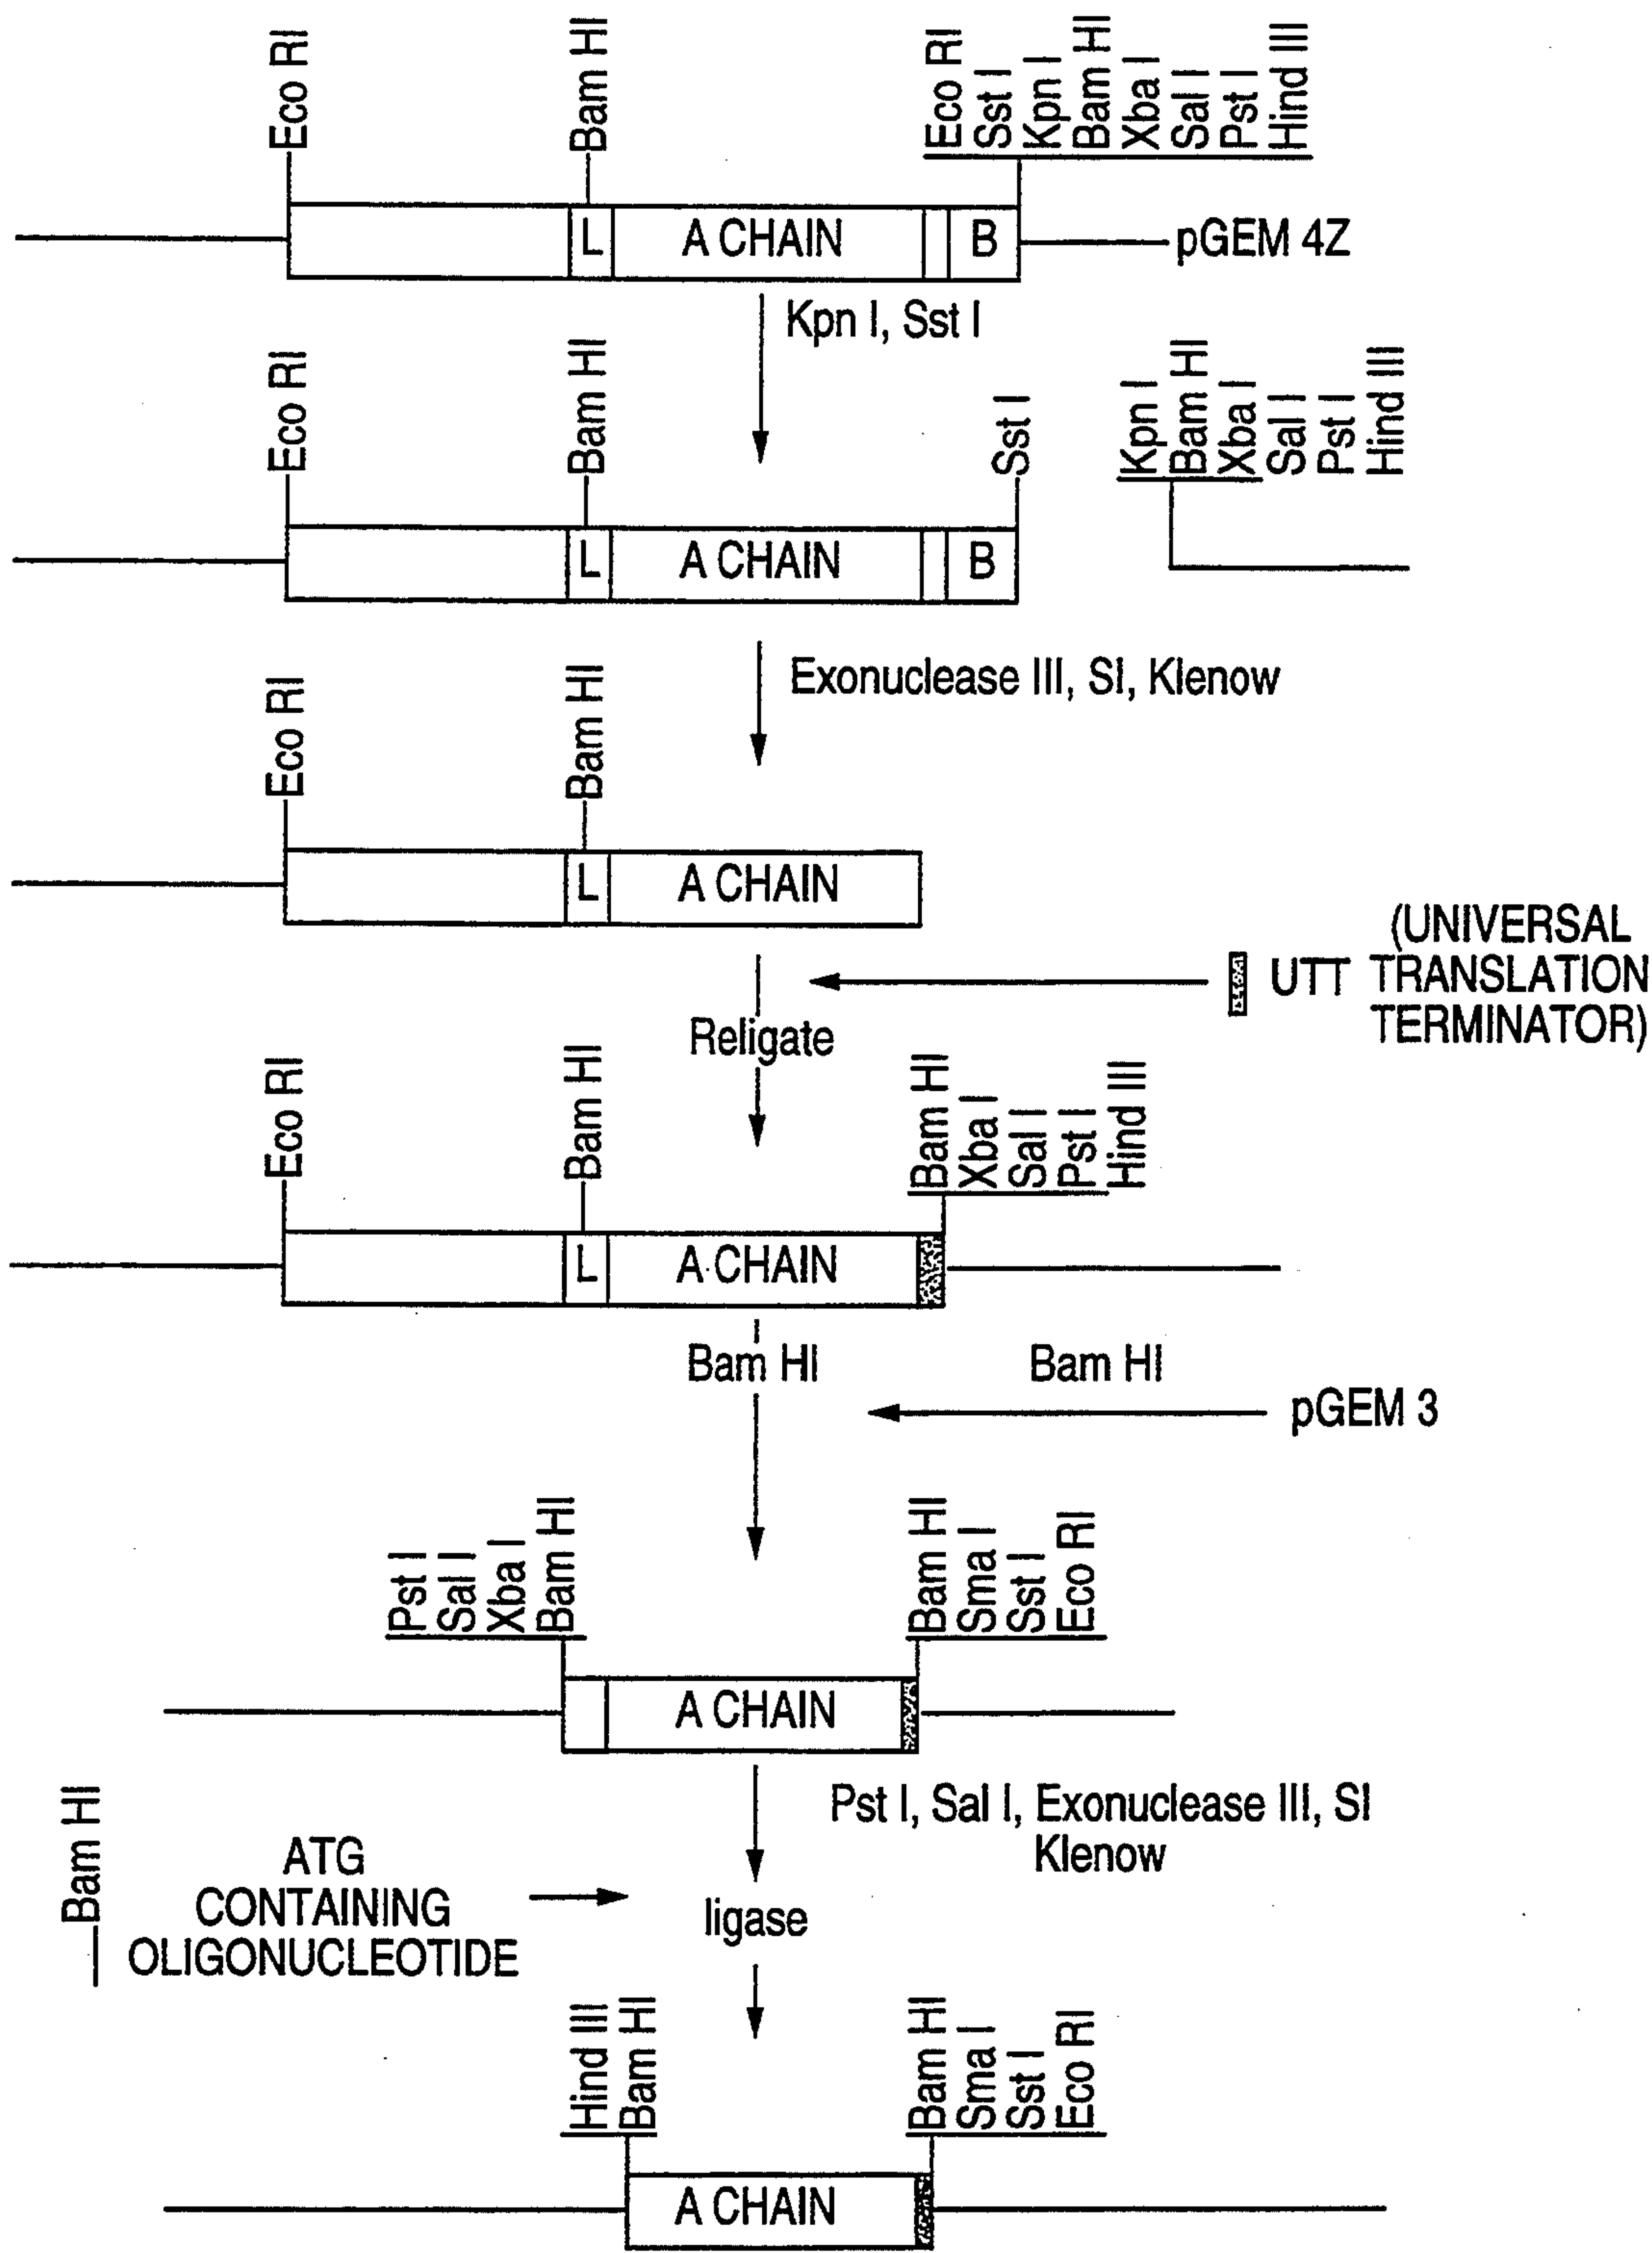 Eco RI
Bam HI
Eco RI
Sst I
Kpn I
Bam HI
Xba I
Sal I
Pst I
Hind III
L
A CHAIN
B
pGEM 4Z
Kpn I, Sst I
Eco RI
Bam HI
Sst I
Kpn I
Bam HI
Xba I
Sal I
Pst I
Hind III
L
A CHAIN
B
Exonuclease III, SI, Klenow
Eco RI
Bam HI
L
A CHAIN
UTT
(UNIVERSAL
TRANSLATION
TERMINATOR)
Religate
Eco RI
Bam HI
Bam HI
Xba I
Sal I
Pst I
Hind III
L
A CHAIN
Bam HI
Bam HI
pGEM 3
Pst I
Sal I
Xba I
Bam HI
Bam HI
Sma I
Sst I
Eco RI
A CHAIN
Pst I, Sal I, Exonuclease III, SI
Klenow
Bam HI
ATG
CONTAINING
OLIGONUCLEOTIDE
ligase
Hind III
Bam HI
Bam HI
Sma I
Sst I
Eco RI
A CHAIN